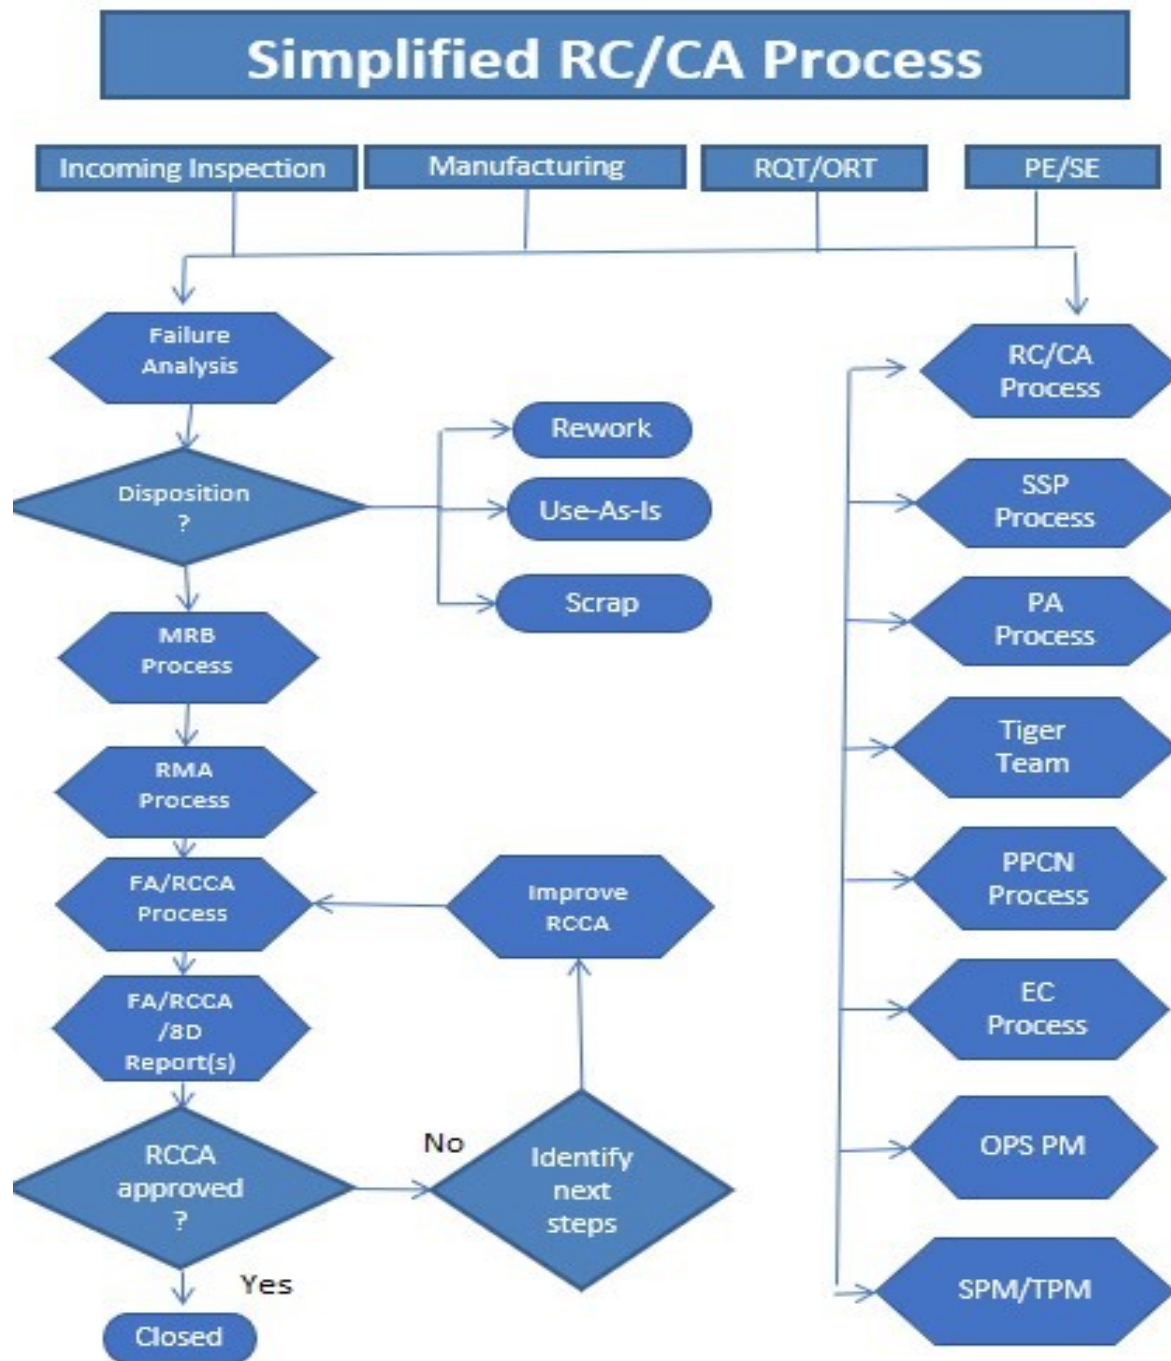 Simplified RC/CA Process
Incoming Inspection
Manufacturing
RQT/ORT
PE/SE
Failure
Analysis
RC/CA
Process
Rework
Disposition
?
Use-As-Is
SSP
Process
Scrap
PA
Process
MRB
Process
Tiger
Team
RMA
Process
FA/RCCA
Process
Improve
RCCA
PPCN
Process
FA/RCCA
/8D
Report(s)
EC
Process
RCCA
approved
?
No
Identify
next
steps
OPS PM
Yes
SPM/TPM
Closed